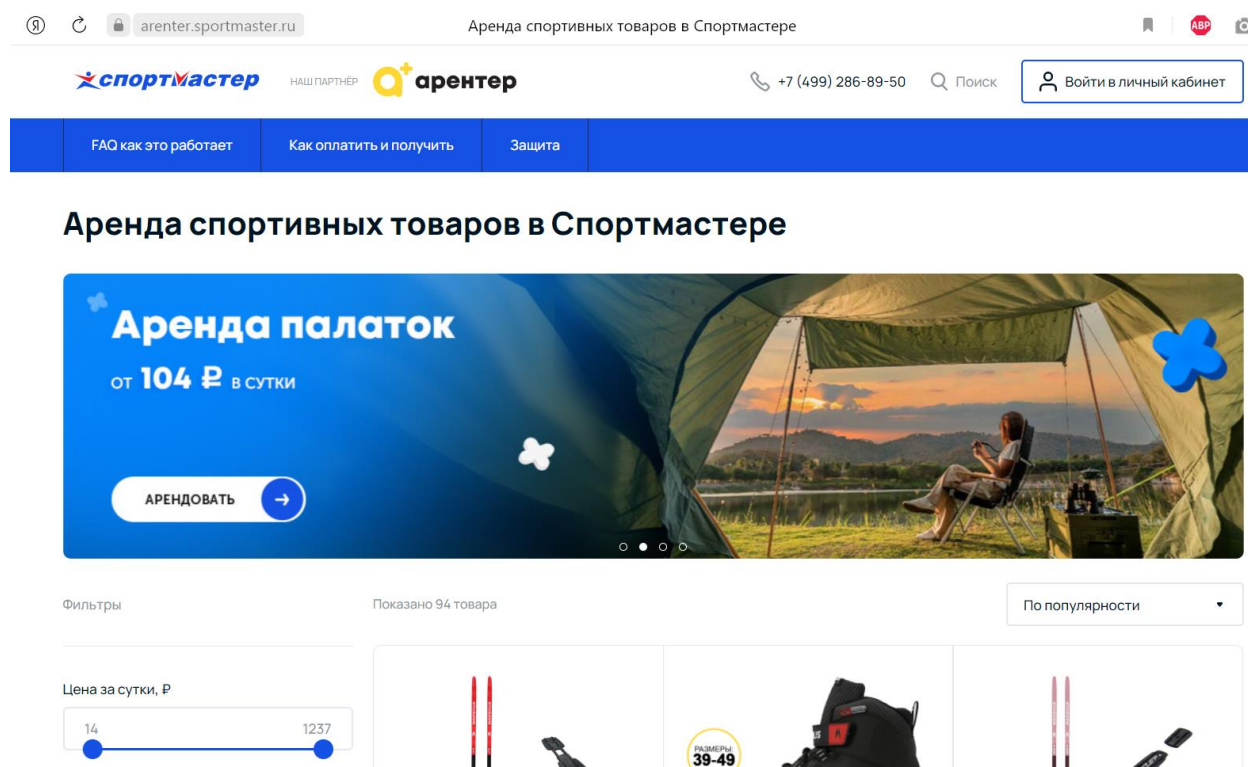 Я
arenter.sportmaster.ru
Аренда спортивных товаров в Спортмастере
ABP
спортмастер
НАШ ПАРТНЁР
арентер
+7 (499) 286-89-50
Поиск
Войти в личный кабинет
FAQ как это работает
Как оплатить и получить
Защита
Аренда спортивных товаров в Спортмастере
Аренда палаток
от 104 ₽ в сутки
АРЕНДОВАТЬ
Фильтры
Показано 94 товара
По популярности
Цена за сутки, ₽
14
1237
РАЗМЕРЫ:
39-49